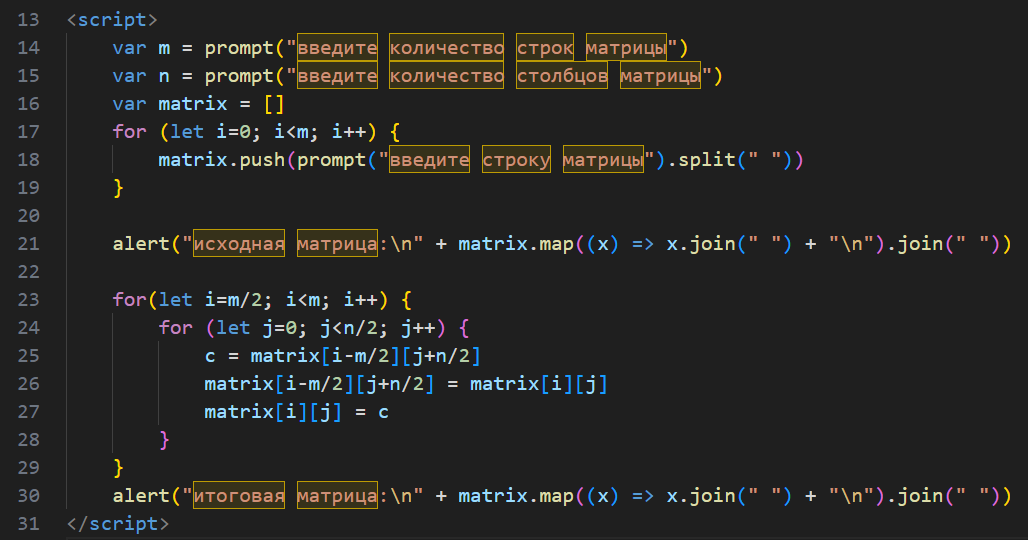 13 <script>
14     var m = prompt("введите количество строк матрицы")
15     var n = prompt("введите количество столбцов матрицы")
16     var matrix = []
17     for (let i=0; i<m; i++) {
18         matrix.push(prompt("введите строку матрицы").split(" "))
19     }
20
21     alert("исходная матрица:\n" + matrix.map((x) => x.join(" ") + "\n").join(" "))
22
23     for(let i=m/2; i<m; i++) {
24         for (let j=0; j<n/2; j++) {
25             c = matrix[i-m/2][j+n/2]
26             matrix[i-m/2][j+n/2] = matrix[i][j]
27             matrix[i][j] = c
28         }
29     }
30     alert("итоговая матрица:\n" + matrix.map((x) => x.join(" ") + "\n").join(" "))
31 </script>